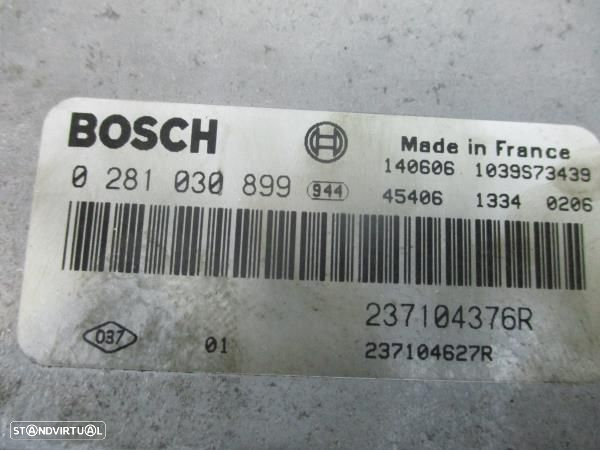 BOSCH
Made in France
0 281 030 899 944
140606 1039S73439
45406 1334 0206
237104376R
037 01 237104627R
STANDVIRTUAL